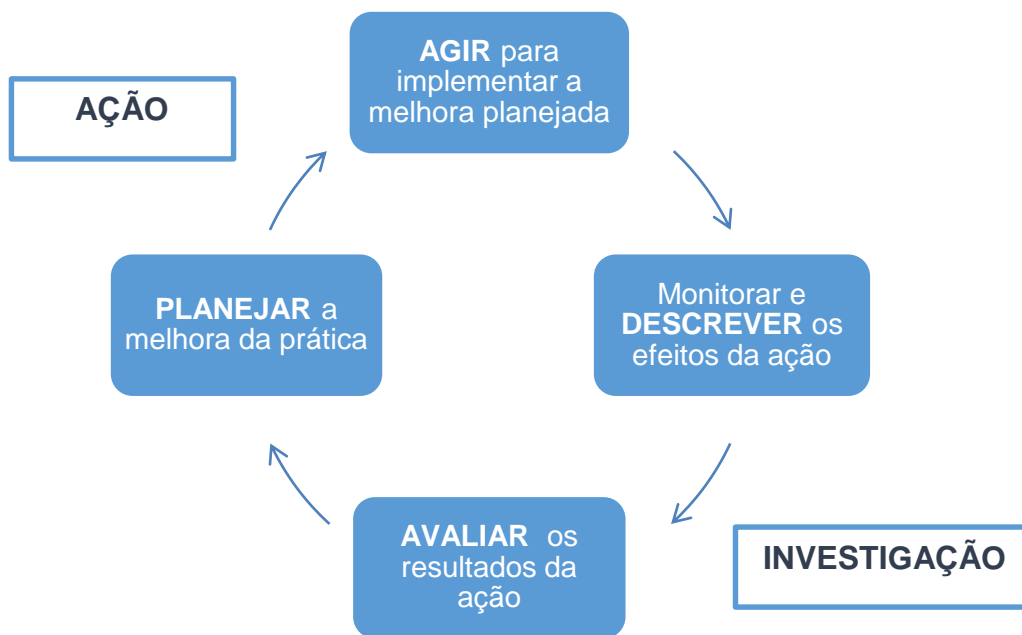 AGIR para
implementar a
melhora planejada
AÇÃO
PLANEJAR a
melhora da prática
Monitorar e
DESCREVER os
efeitos da ação
AVALIAR os
resultados da
ação
INVESTIGAÇÃO